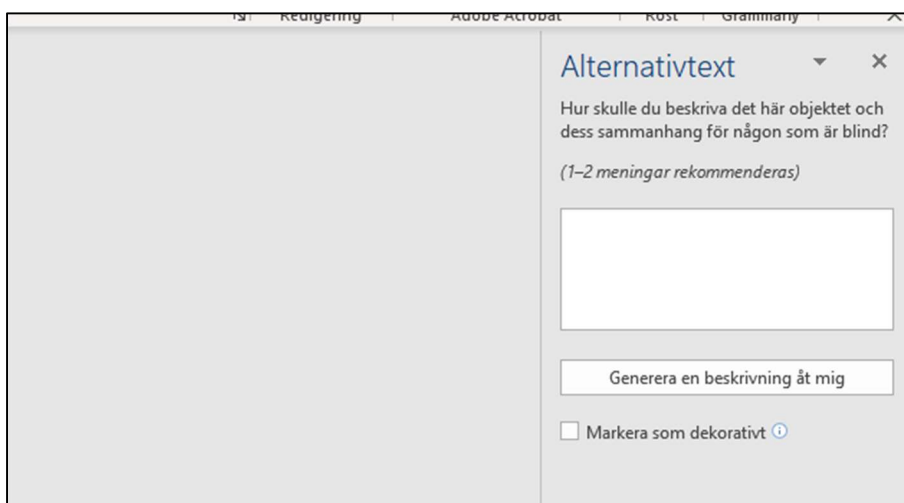 Redigering Adobe Acrobat Röst Grammarly
Alternativtext
Hur skulle du beskriva det här objektet och
dess sammanhang för någon som är blind?
(1–2 meningar rekommenderas)
Generera en beskrivning åt mig
Markera som dekorativt